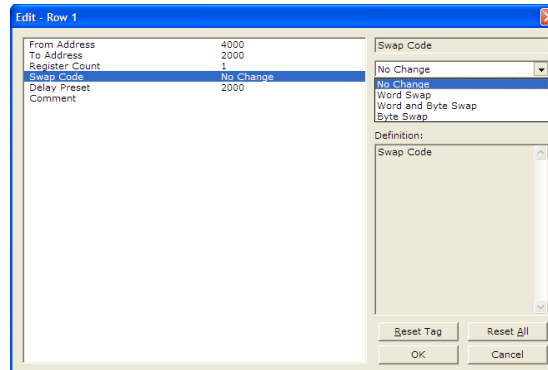 Edit - Row 1
From Address 4000
To Address 2000
Register Count 1
Swap Code No Change
Delay Preset 2000
Comment
Swap Code
No Change
No Change
Word Swap
Word and Byte Swap
Byte Swap
Definition:
Swap Code
Reset Tag Reset All
OK Cancel